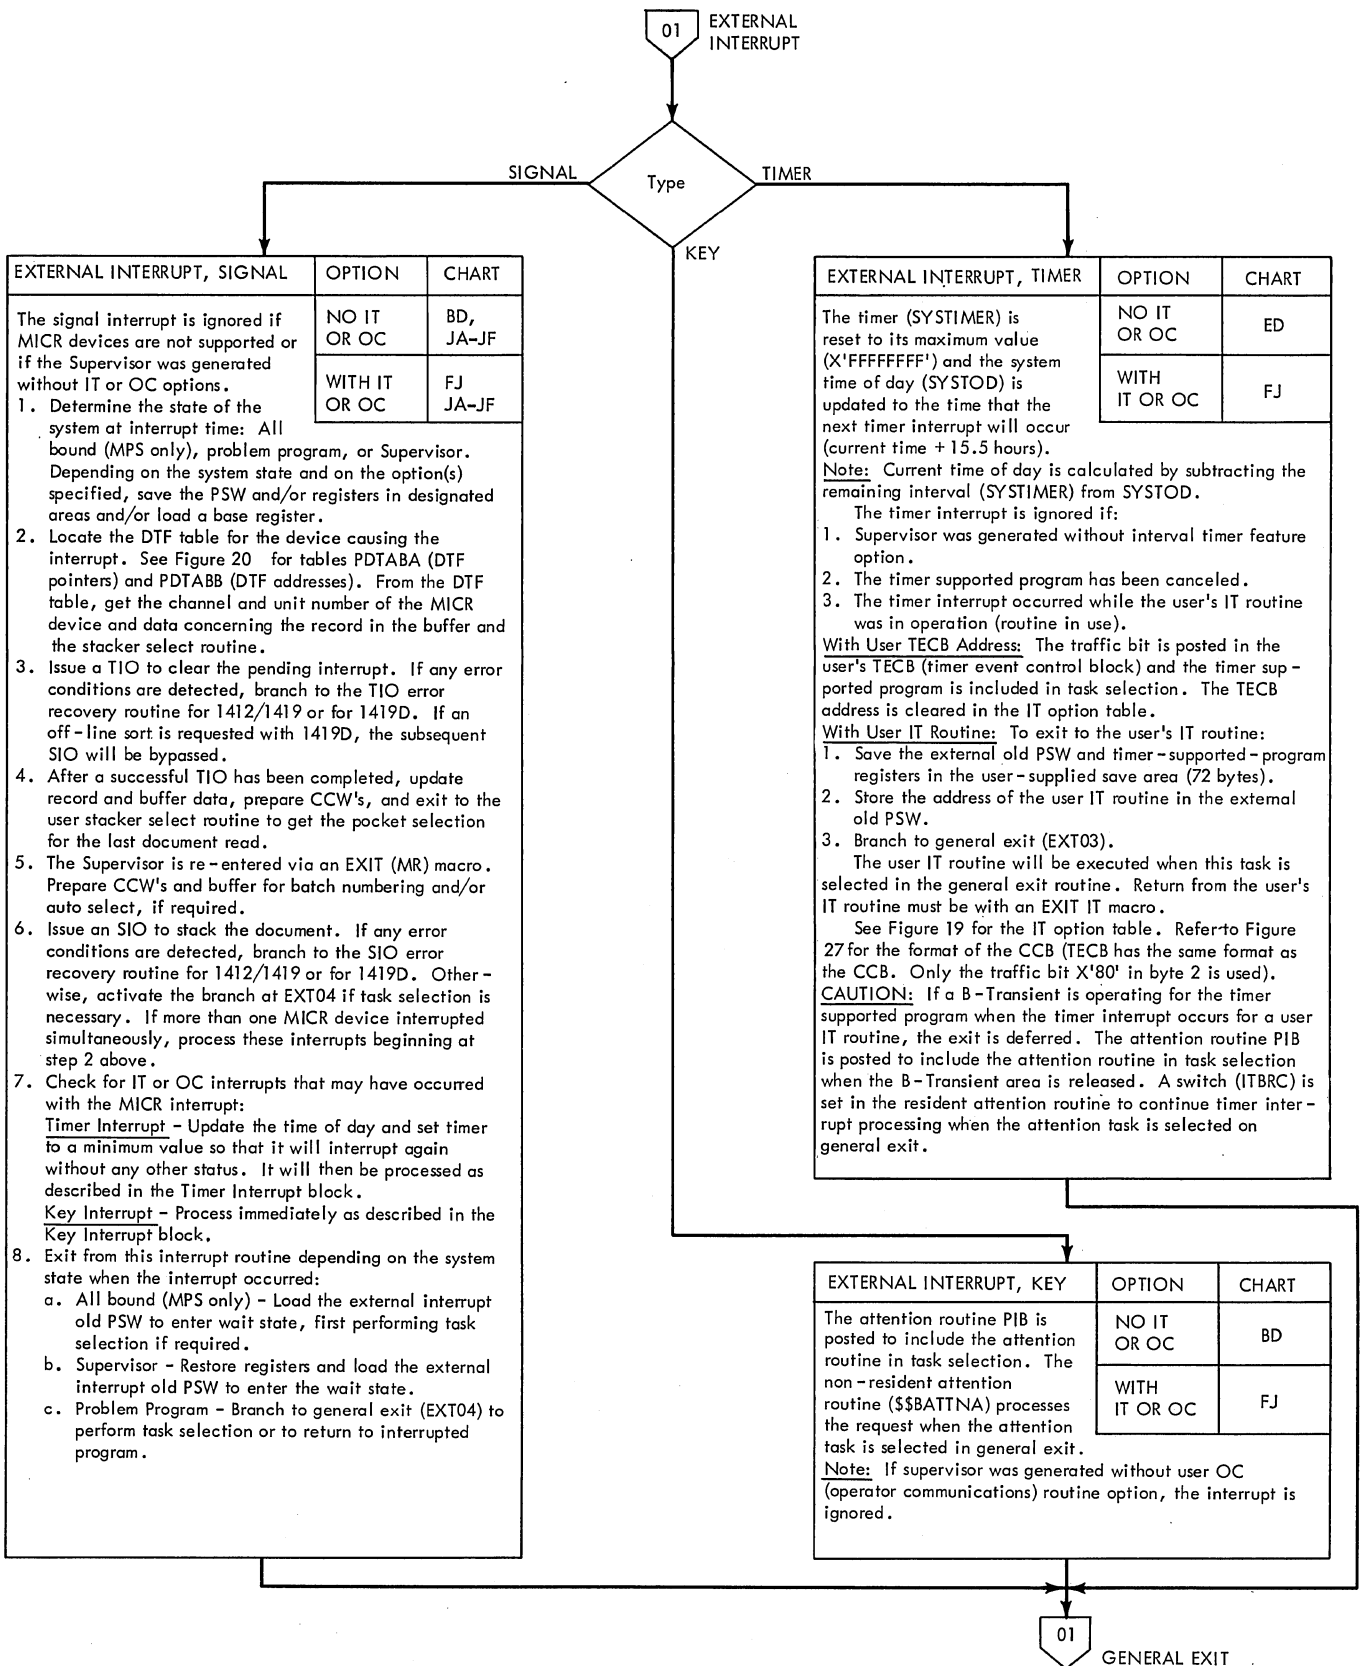 01
EXTERNAL
INTERRUPT
SIGNAL
Type
TIMER
KEY
EXTERNAL INTERRUPT, SIGNAL
OPTION
CHART
NO IT
OR OC
BD,
JA-JF
WITH IT
OR OC
FJ
JA-JF
The signal interrupt is ignored if
MICR devices are not supported or
if the Supervisor was generated
without IT or OC options.
1. Determine the state of the
system at interrupt time: All
bound (MPS only), problem program, or Supervisor.
Depending on the system state and on the option(s)
specified, save the PSW and/or registers in designated
areas and/or load a base register.
2. Locate the DTF table for the device causing the
interrupt. See Figure 20 for tables PDTABA (DTF
pointers) and PDTABB (DTF addresses). From the DTF
table, get the channel and unit number of the MICR
device and data concerning the record in the buffer and
the stacker select routine.
3. Issue a TIO to clear the pending interrupt. If any error
conditions are detected, branch to the TIO error
recovery routine for 1412/1419 or for 1419D. If an
off-line sort is requested with 1419D, the subsequent
SIO will be bypassed.
4. After a successful TIO has been completed, update
record and buffer data, prepare CCW's, and exit to the
user stacker select routine to get the pocket selection
for the last document read.
5. The Supervisor is re-entered via an EXIT (MR) macro.
Prepare CCW's and buffer for batch numbering and/or
auto select, if required.
6. Issue an SIO to stack the document. If any error
conditions are detected, branch to the SIO error
recovery routine for 1412/1419 or for 1419D. Other-
wise, activate the branch at EXT04 if task selection is
necessary. If more than one MICR device interrupted
simultaneously, process these interrupts beginning at
step 2 above.
7. Check for IT or OC interrupts that may have occurred
with the MICR interrupt:
Timer Interrupt - Update the time of day and set timer
to a minimum value so that it will interrupt again
without any other status. It will then be processed as
described in the Timer Interrupt block.
Key Interrupt - Process immediately as described in the
Key Interrupt block.
8. Exit from this interrupt routine depending on the system
state when the interrupt occurred:
a. All bound (MPS only) - Load the external interrupt
old PSW to enter wait state, first performing task
selection if required.
b. Supervisor - Restore registers and load the external
interrupt old PSW to enter the wait state.
c. Problem Program - Branch to general exit (EXT04) to
perform task selection or to return to interrupted
program.
EXTERNAL INTERRUPT, TIMER
OPTION
CHART
NO IT
OR OC
ED
WITH
IT OR OC
FJ
The timer (SYSTIMER) is
reset to its maximum value
(X'FFFFFFFF') and the system
time of day (SYSTOD) is
updated to the time that the
next timer interrupt will occur
(current time + 15.5 hours).
Note: Current time of day is calculated by subtracting the
remaining interval (SYSTIMER) from SYSTOD.
The timer interrupt is ignored if:
1. Supervisor was generated without interval timer feature
option.
2. The timer supported program has been canceled.
3. The timer interrupt occurred while the user's IT routine
was in operation (routine in use).
With User TECB Address: The traffic bit is posted in the
user's TECB (timer event control block) and the timer sup-
ported program is included in task selection. The TECB
address is cleared in the IT option table.
With User IT Routine: To exit to the user's IT routine:
1. Save the external old PSW and timer-supported-program
registers in the user-supplied save area (72 bytes).
2. Store the address of the user IT routine in the external
old PSW.
3. Branch to general exit (EXT03).
The user IT routine will be executed when this task is
selected in the general exit routine. Return from the user's
IT routine must be with an EXIT IT macro.
See Figure 19 for the IT option table. Refer to Figure
27 for the format of the CCB (TECB has the same format as
the CCB. Only the traffic bit X'80' in byte 2 is used).
CAUTION: If a B-Transient is operating for the timer
supported program when the timer interrupt occurs for a user
IT routine, the exit is deferred. The attention routine PIB
is posted to include the attention routine in task selection
when the B-Transient area is released. A switch (ITBRC) is
set in the resident attention routine to continue timer inter-
rupt processing when the attention task is selected on
general exit.
EXTERNAL INTERRUPT, KEY
OPTION
CHART
NO IT
OR OC
BD
WITH
IT OR OC
FJ
The attention routine PIB is
posted to include the attention
routine in task selection. The
non-resident attention
routine ($$BATTNA) processes
the request when the attention
task is selected in general exit.
Note: If supervisor was generated without user OC
(operator communications) routine option, the interrupt is
ignored.
01
GENERAL EXIT